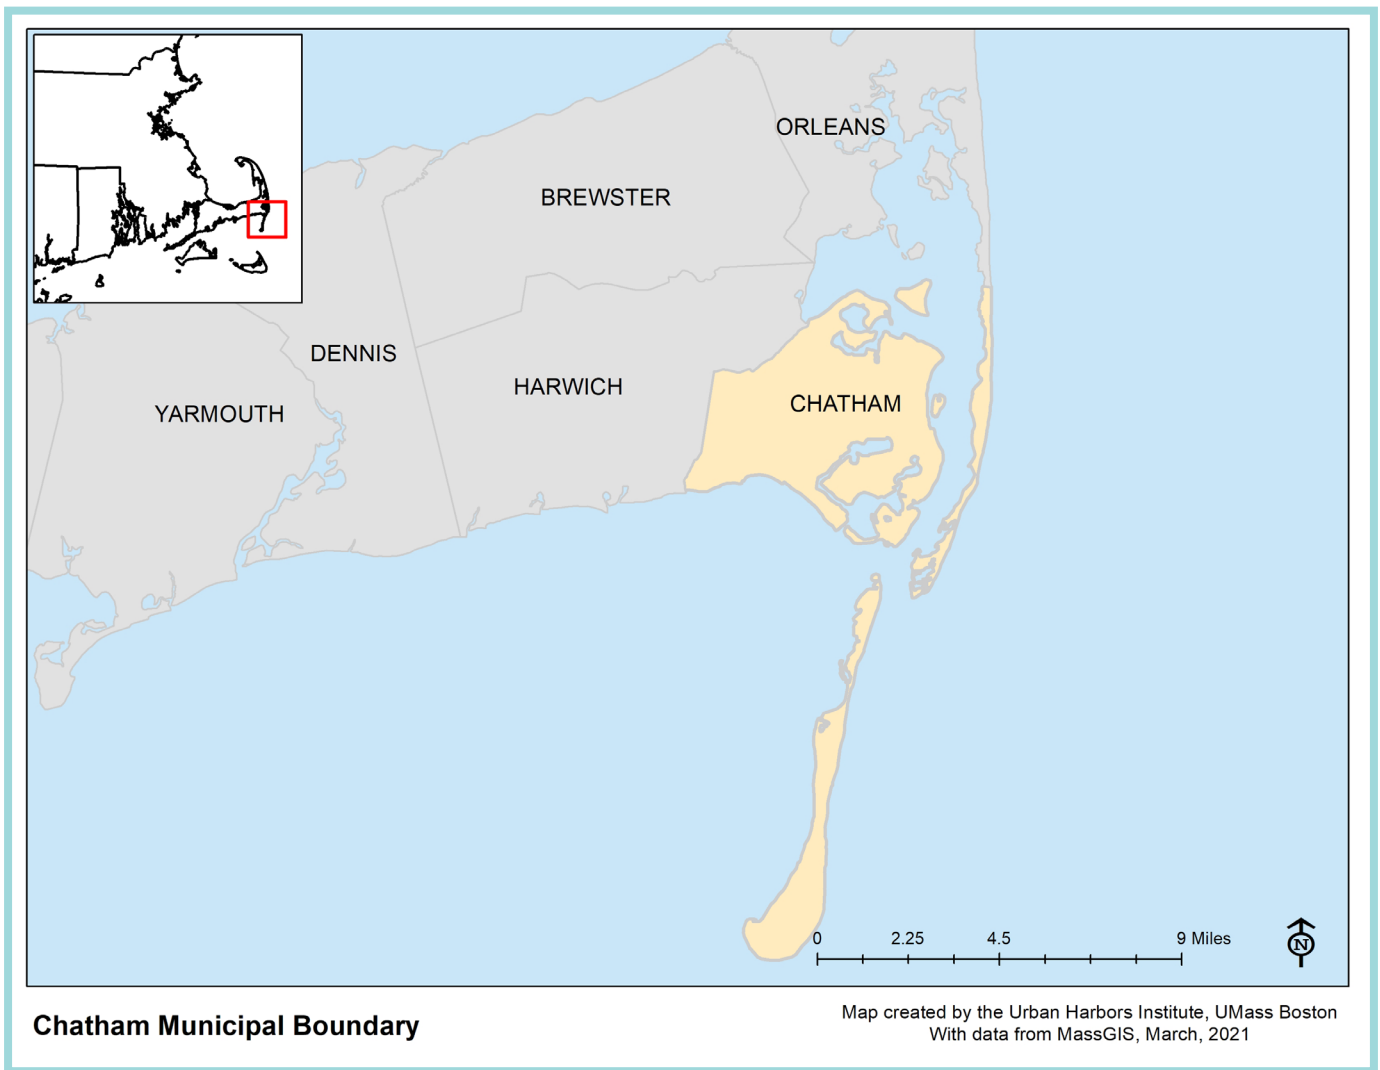 ORLEANS
BREWSTER
DENNIS
HARWICH
CHATHAM
YARMOUTH
0 2.25 4.5 9 Miles
N
Chatham Municipal Boundary
Map created by the Urban Harbors Institute, UMass Boston
With data from MassGIS, March, 2021